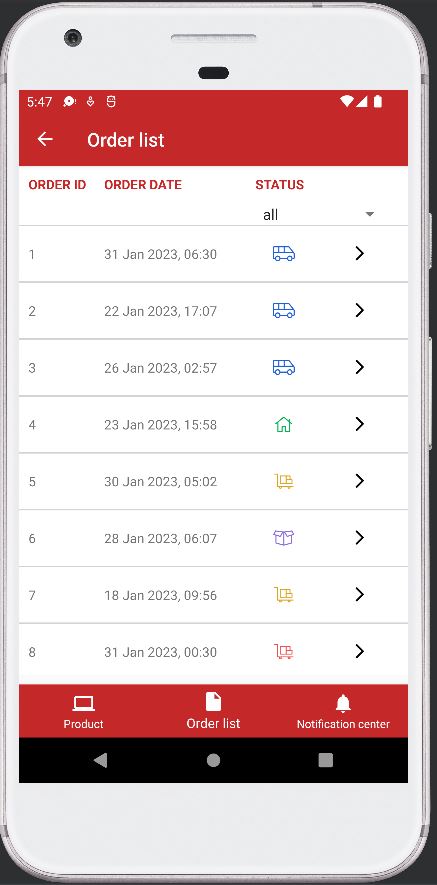 5:47
Order list
ORDER ID ORDER DATE STATUS
all
1 31 Jan 2023, 06:30
2 22 Jan 2023, 17:07
3 26 Jan 2023, 02:57
4 23 Jan 2023, 15:58
5 30 Jan 2023, 05:02
6 28 Jan 2023, 06:07
7 18 Jan 2023, 09:56
8 31 Jan 2023, 00:30
Product Order list Notification center